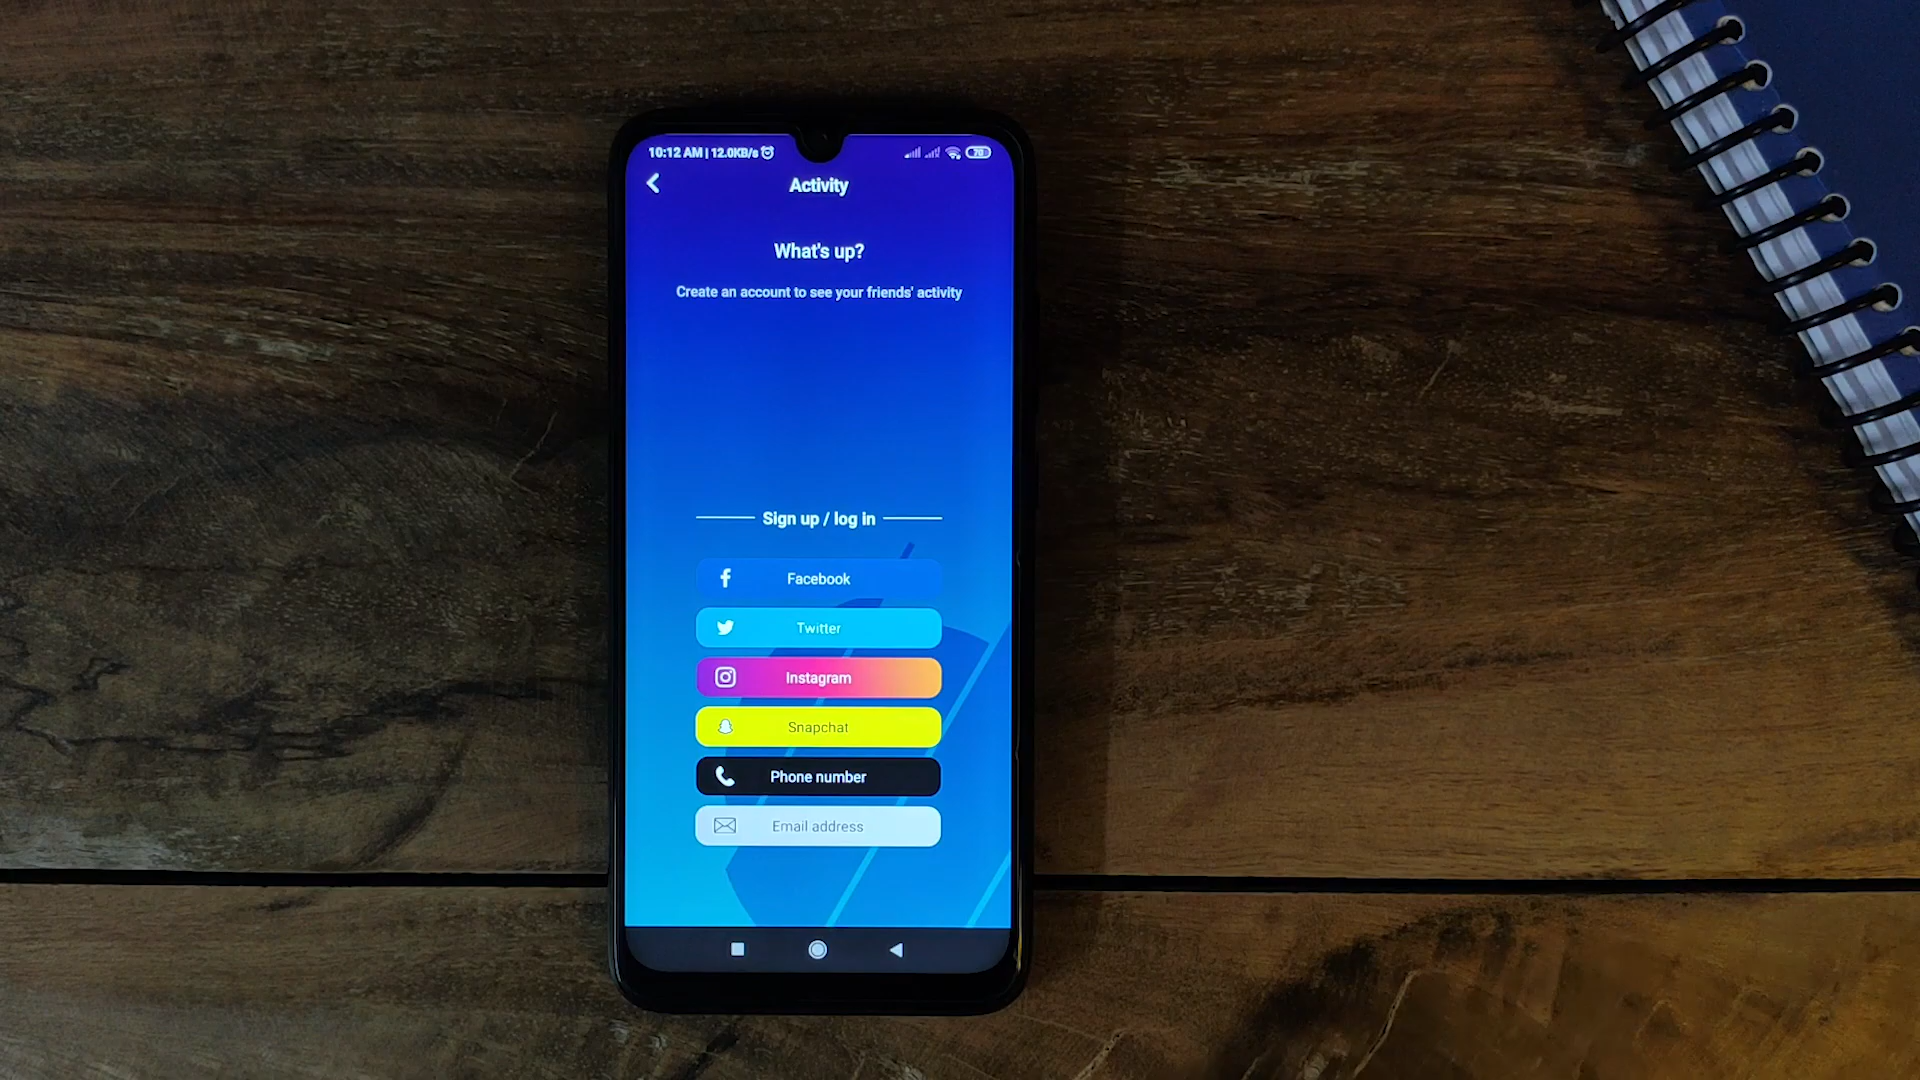 10:12 AM | 12.0KB/s 70
Activity
What's up?
Create an account to see your friends' activity
Sign up / log in
Facebook
Twitter
Instagram
Snapchat
Phone number
Email address